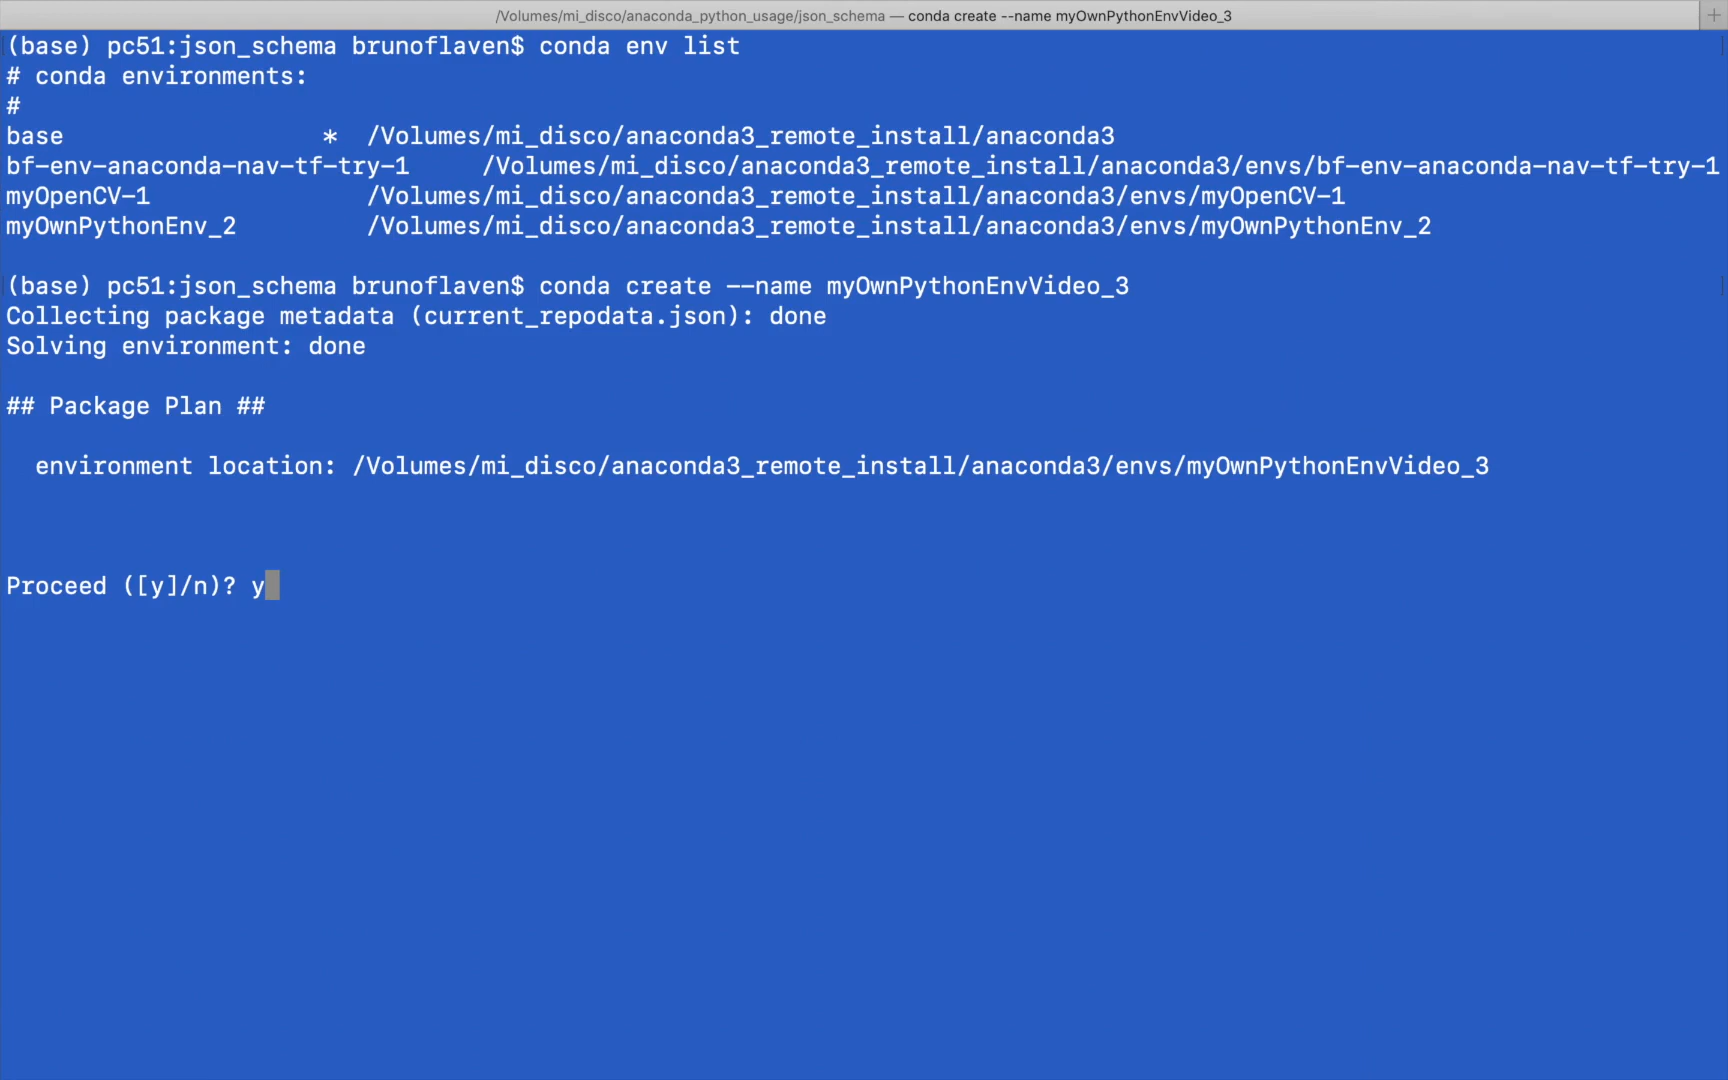 /Volumes/mi_disco/anaconda_python_usage/json_schema — conda create --name myOwnPythonEnvVideo_3
(base) pc51:json_schema brunoflaven$ conda env list
# conda environments:
#
base * /Volumes/mi_disco/anaconda3_remote_install/anaconda3
bf-env-anaconda-nav-tf-try-1 /Volumes/mi_disco/anaconda3_remote_install/anaconda3/envs/bf-env-anaconda-nav-tf-try-1
myOpenCV-1 /Volumes/mi_disco/anaconda3_remote_install/anaconda3/envs/myOpenCV-1
myOwnPythonEnv_2 /Volumes/mi_disco/anaconda3_remote_install/anaconda3/envs/myOwnPythonEnv_2
(base) pc51:json_schema brunoflaven$ conda create --name myOwnPythonEnvVideo_3
Collecting package metadata (current_repodata.json): done
Solving environment: done
## Package Plan ##
environment location: /Volumes/mi_disco/anaconda3_remote_install/anaconda3/envs/myOwnPythonEnvVideo_3
Proceed ([y]/n)? y